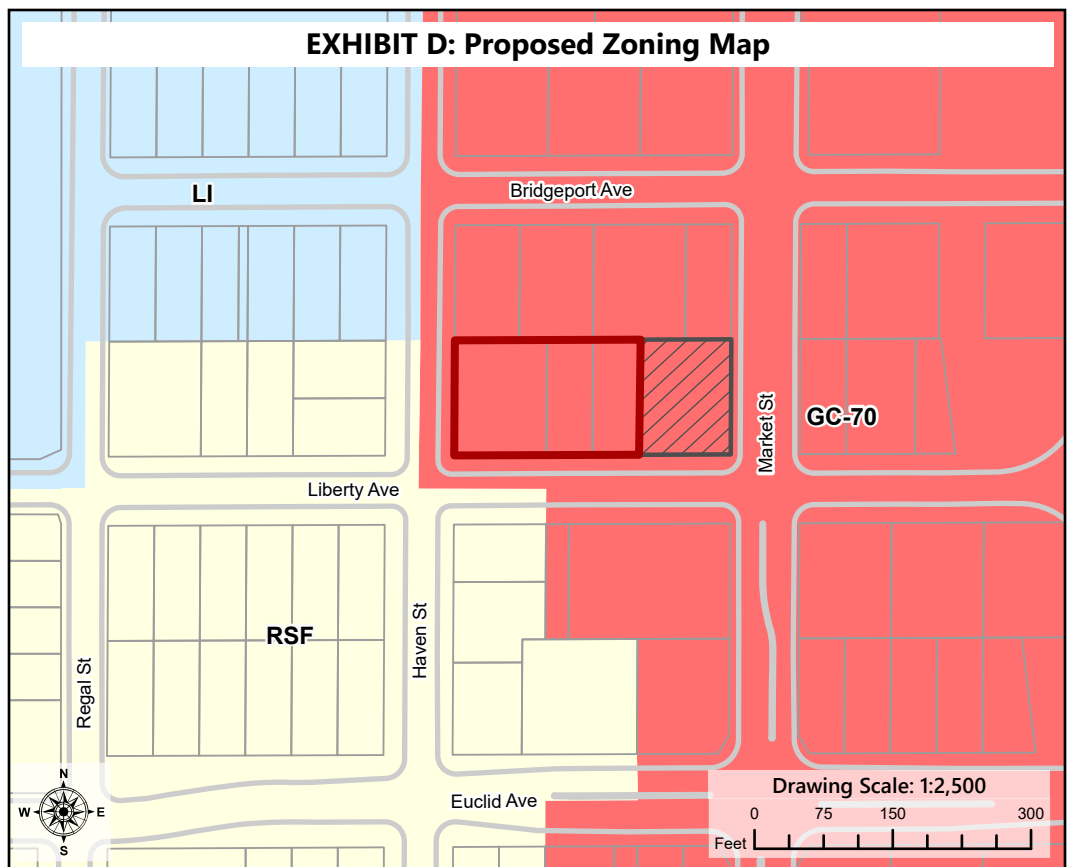 EXHIBIT D: Proposed Zoning Map
LI
Bridgeport Ave
Market St
GC-70
Liberty Ave
Haven St
RSF
Regal St
Euclid Ave
N
W E
S
Drawing Scale: 1:2,500
0 75 150 300
Feet